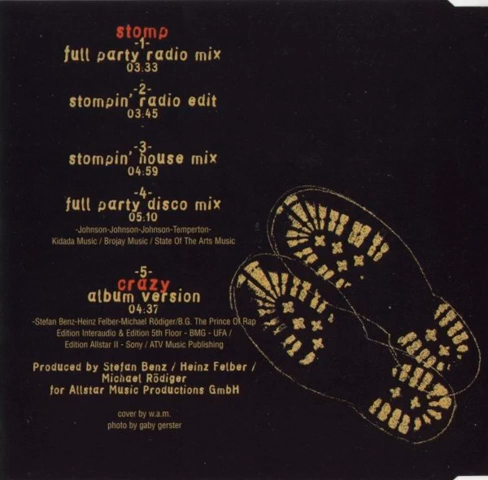 stomp
-1-
full party radio mix
03:33
-2-
stompin' radio edit
03:45
-3-
stompin' house mix
04:59
-4-
full party disco mix
05:10
-Johnson-Johnson-Johnson-Temperton-
Kidada Music / Brojay Music / State Of The Arts Music
-5-
crazy
album version
04:37
-Stefan Benz-Heinz Felber-Michael Rödiger/B.G. The Prince Of Rap
Edition Interaudio & Edition 5th Floor - BMG - UFA /
Edition Allstar II - Sony / ATV Music Publishing
Produced by Stefan Benz / Heinz Felber /
Michael Rödiger
for Allstar Music Productions GmbH
cover by w.a.m.
photo by gaby gerster